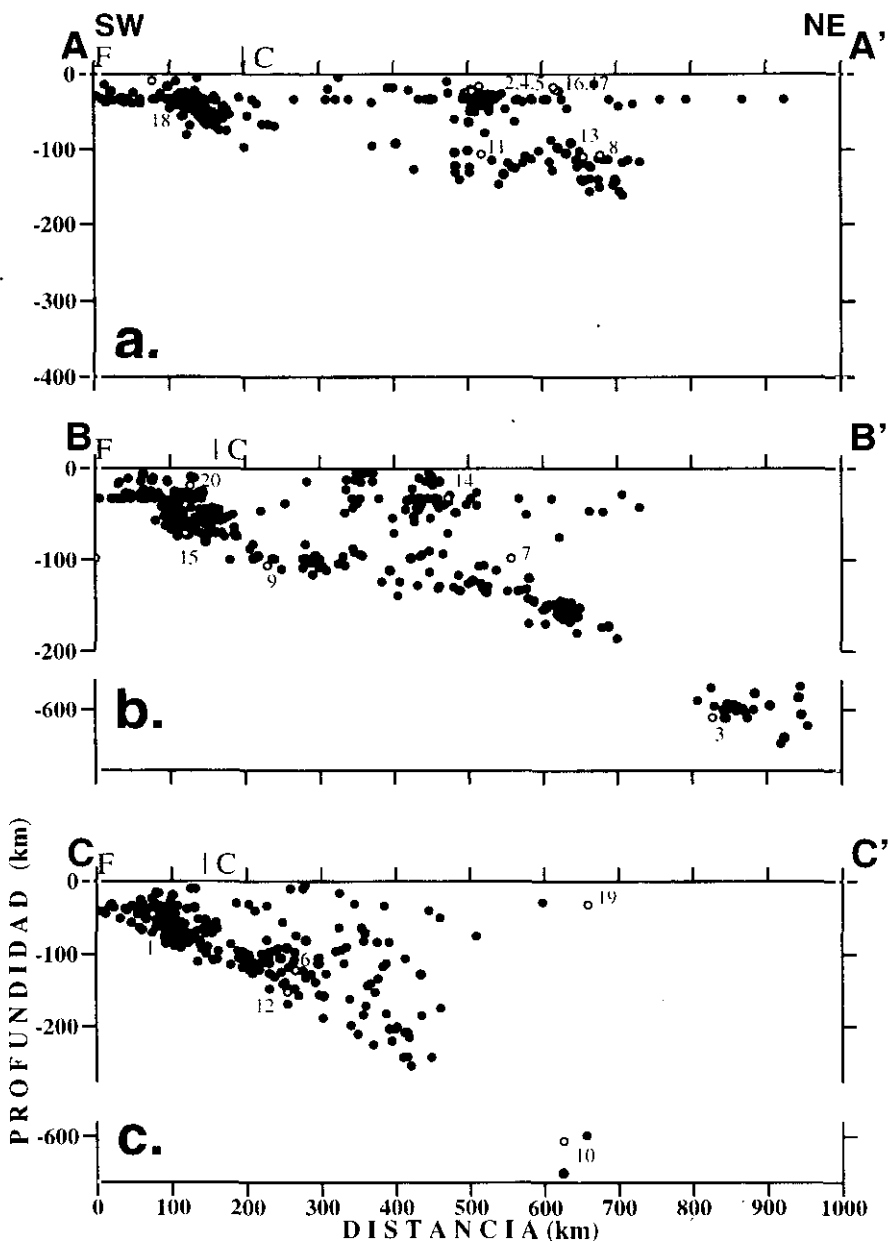 SW NE
A F C A'
0
2,4,5 16,17
18
-100
11 13 8
-200
-300
a.
-400
B F C B'
0
20 14
15
-100
9 7
-200
b.
-600
3
C F C C'
0
19
1
-100
6
12
-200
-600
c.
10
0 100 200 300 400 500 600 700 800 900 1000
DISTANCIA (km)
PROFUNDIDAD (km)